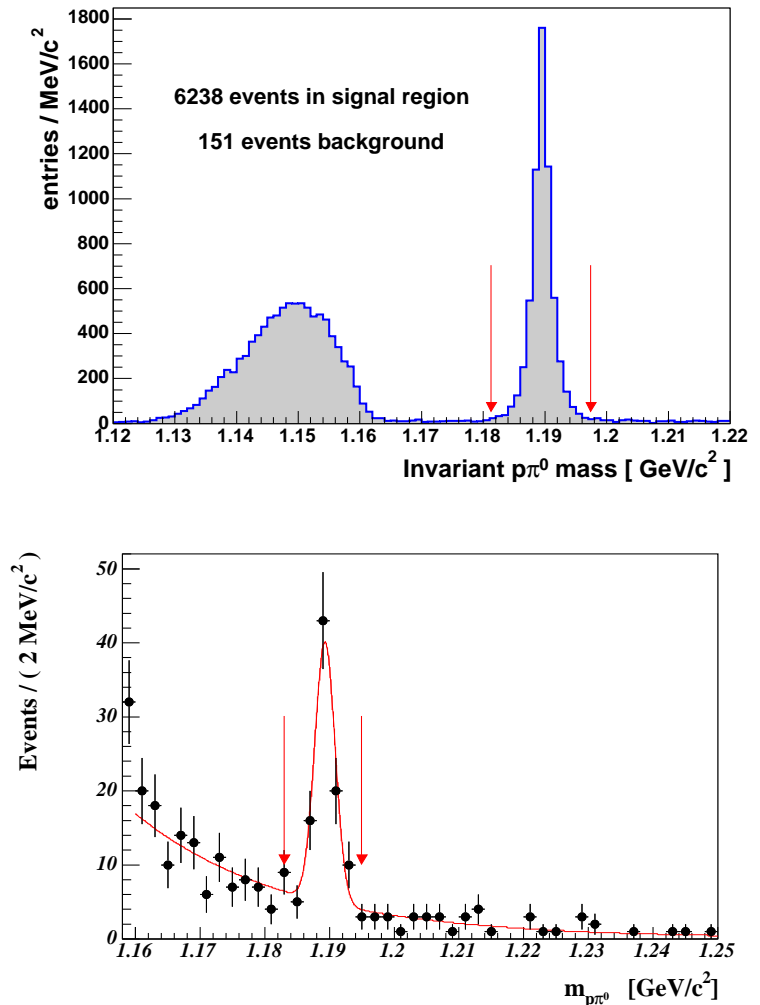 entries / MeV/c²
1800
1600
1400
1200
1000
800
600
400
200
0
6238 events in signal region
151 events background
1.12 1.13 1.14 1.15 1.16 1.17 1.18 1.19 1.2 1.21 1.22
Invariant pπ⁰ mass [ GeV/c² ]
Events / ( 2 MeV/c² )
50
40
30
20
10
0
1.16 1.17 1.18 1.19 1.2 1.21 1.22 1.23 1.24 1.25
m_pπ⁰ [GeV/c²]